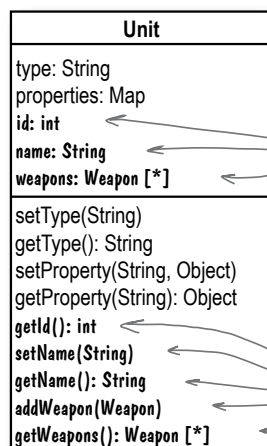 Unit
type: String
properties: Map
id: int
name: String
weapons: Weapon [*]
setType(String)
getType(): String
setProperty(String, Object)
getProperty(String): Object
getId(): int
setName(String)
getName(): String
addWeapon(Weapon)
getWeapons(): Weapon [*]